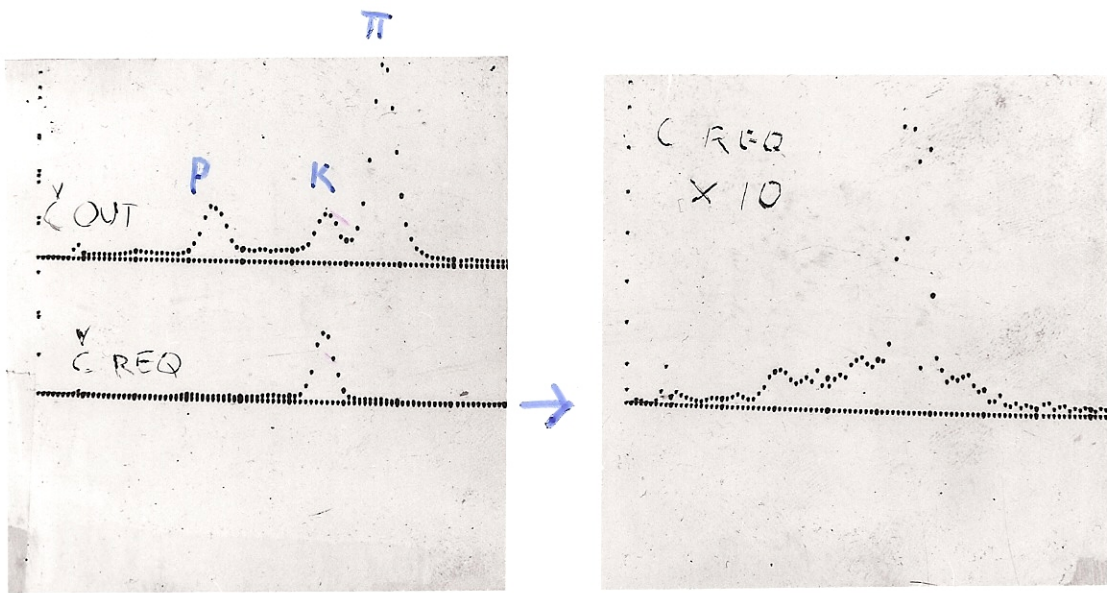 π
P K
Č OUT
Č REQ
→
C REQ
X 10